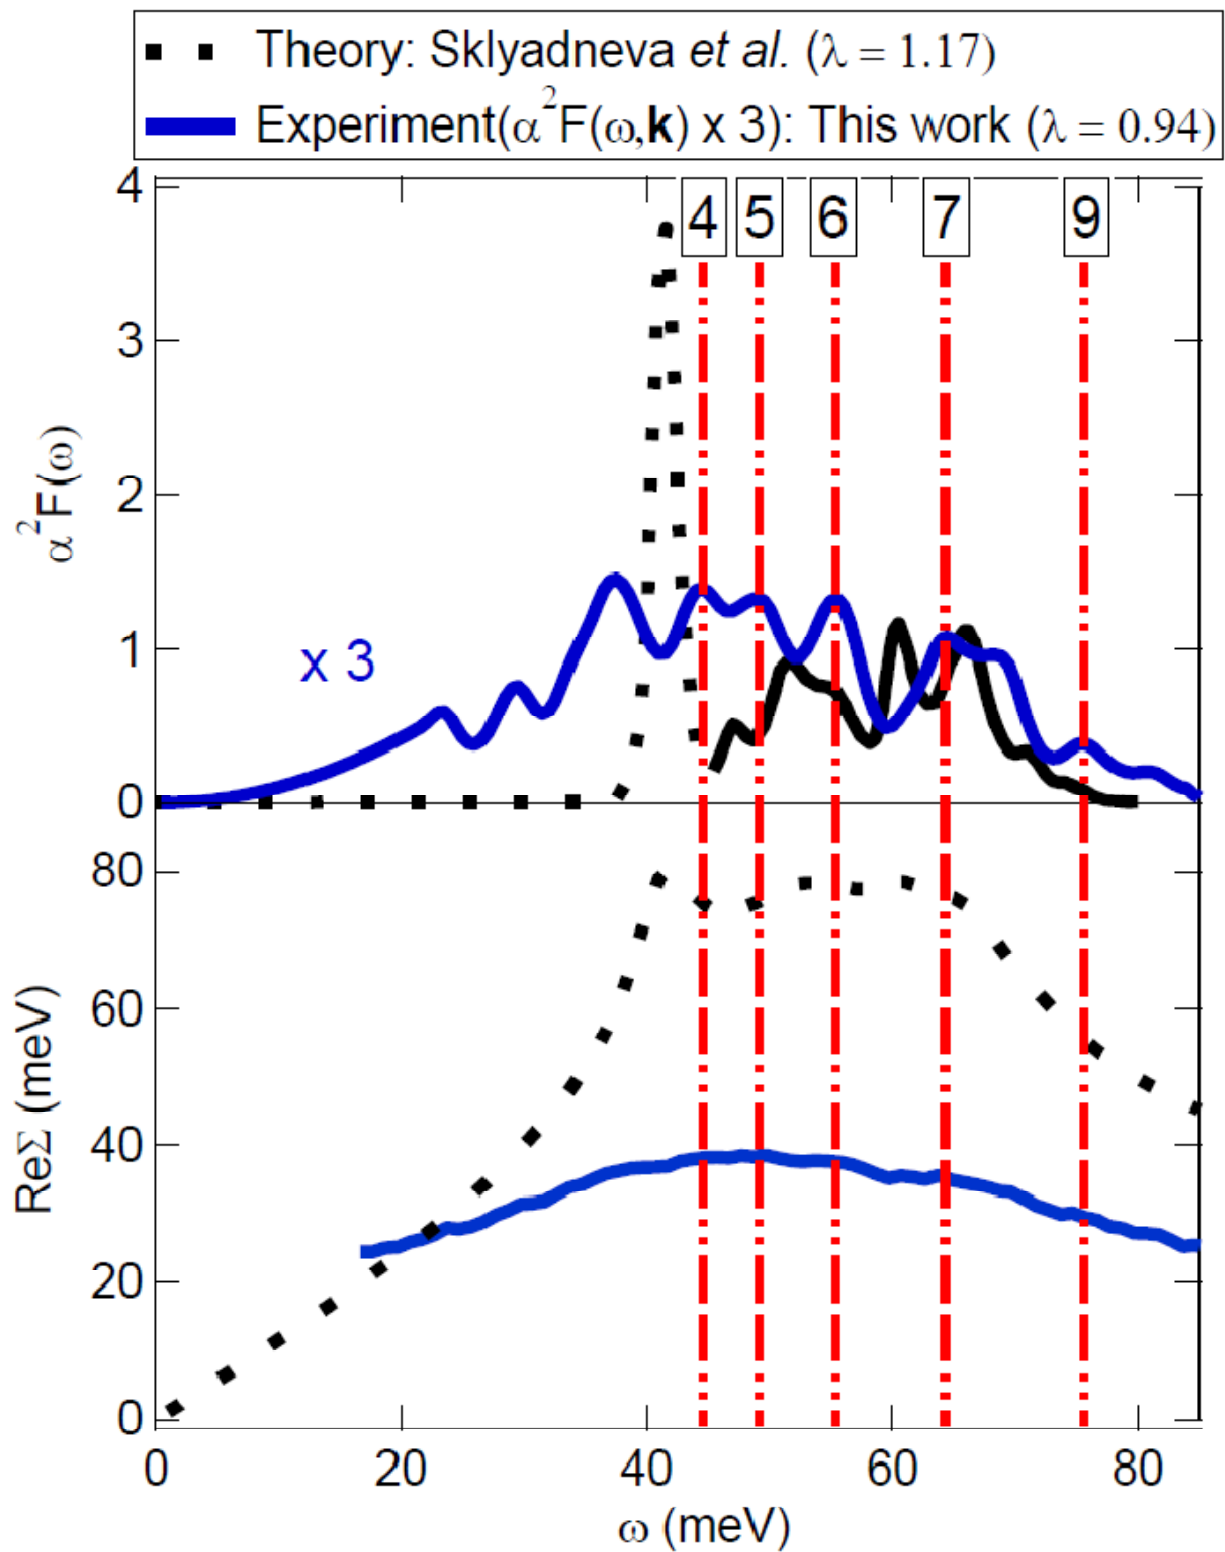 Theory: Sklyadneva et al. (λ = 1.17)
Experiment(α²F(ω,k) x 3): This work (λ = 0.94)
4 5 6 7 9
4
3
2
1
0
α²F(ω)
x 3
80
60
40
20
0
ReΣ (meV)
0 20 40 60 80
ω (meV)